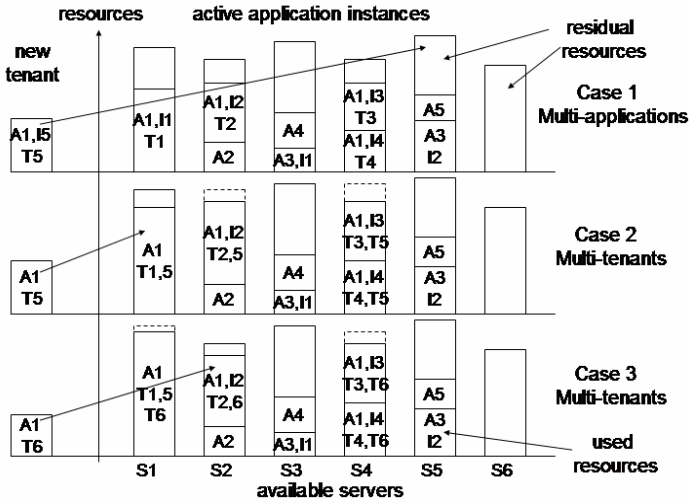 resources
active application instances
new
tenant
residual
resources
A1,I5
T5
A1,I1
T1
A1,I2
T2
A2
A4
A3,I1
A1,I3
T3
A1,I4
T4
A5
A3
I2
Case 1
Multi-applications
A1
T5
A1
T1,5
A1,I2
T2,5
A2
A4
A3,I1
A1,I3
T3,T5
A1,I4
T4,T5
A5
A3
I2
Case 2
Multi-tenants
A1
T6
A1
T1,5
T6
A1,I2
T2,6
A2
A4
A3,I1
A1,I3
T3,T6
A1,I4
T4,T6
A5
A3
I2
Case 3
Multi-tenants
used
resources
S1 S2 S3 S4 S5 S6
available servers